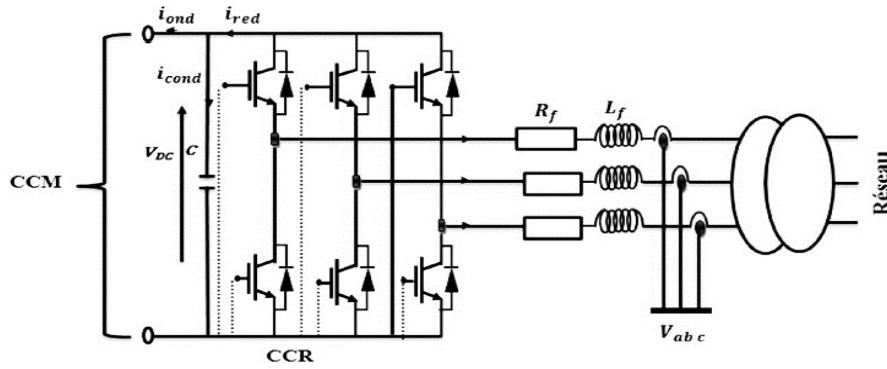 i_ond
i_red
i_cond
V_DC
C
CCM
CCR
R_f
L_f
V_abc
Réseau